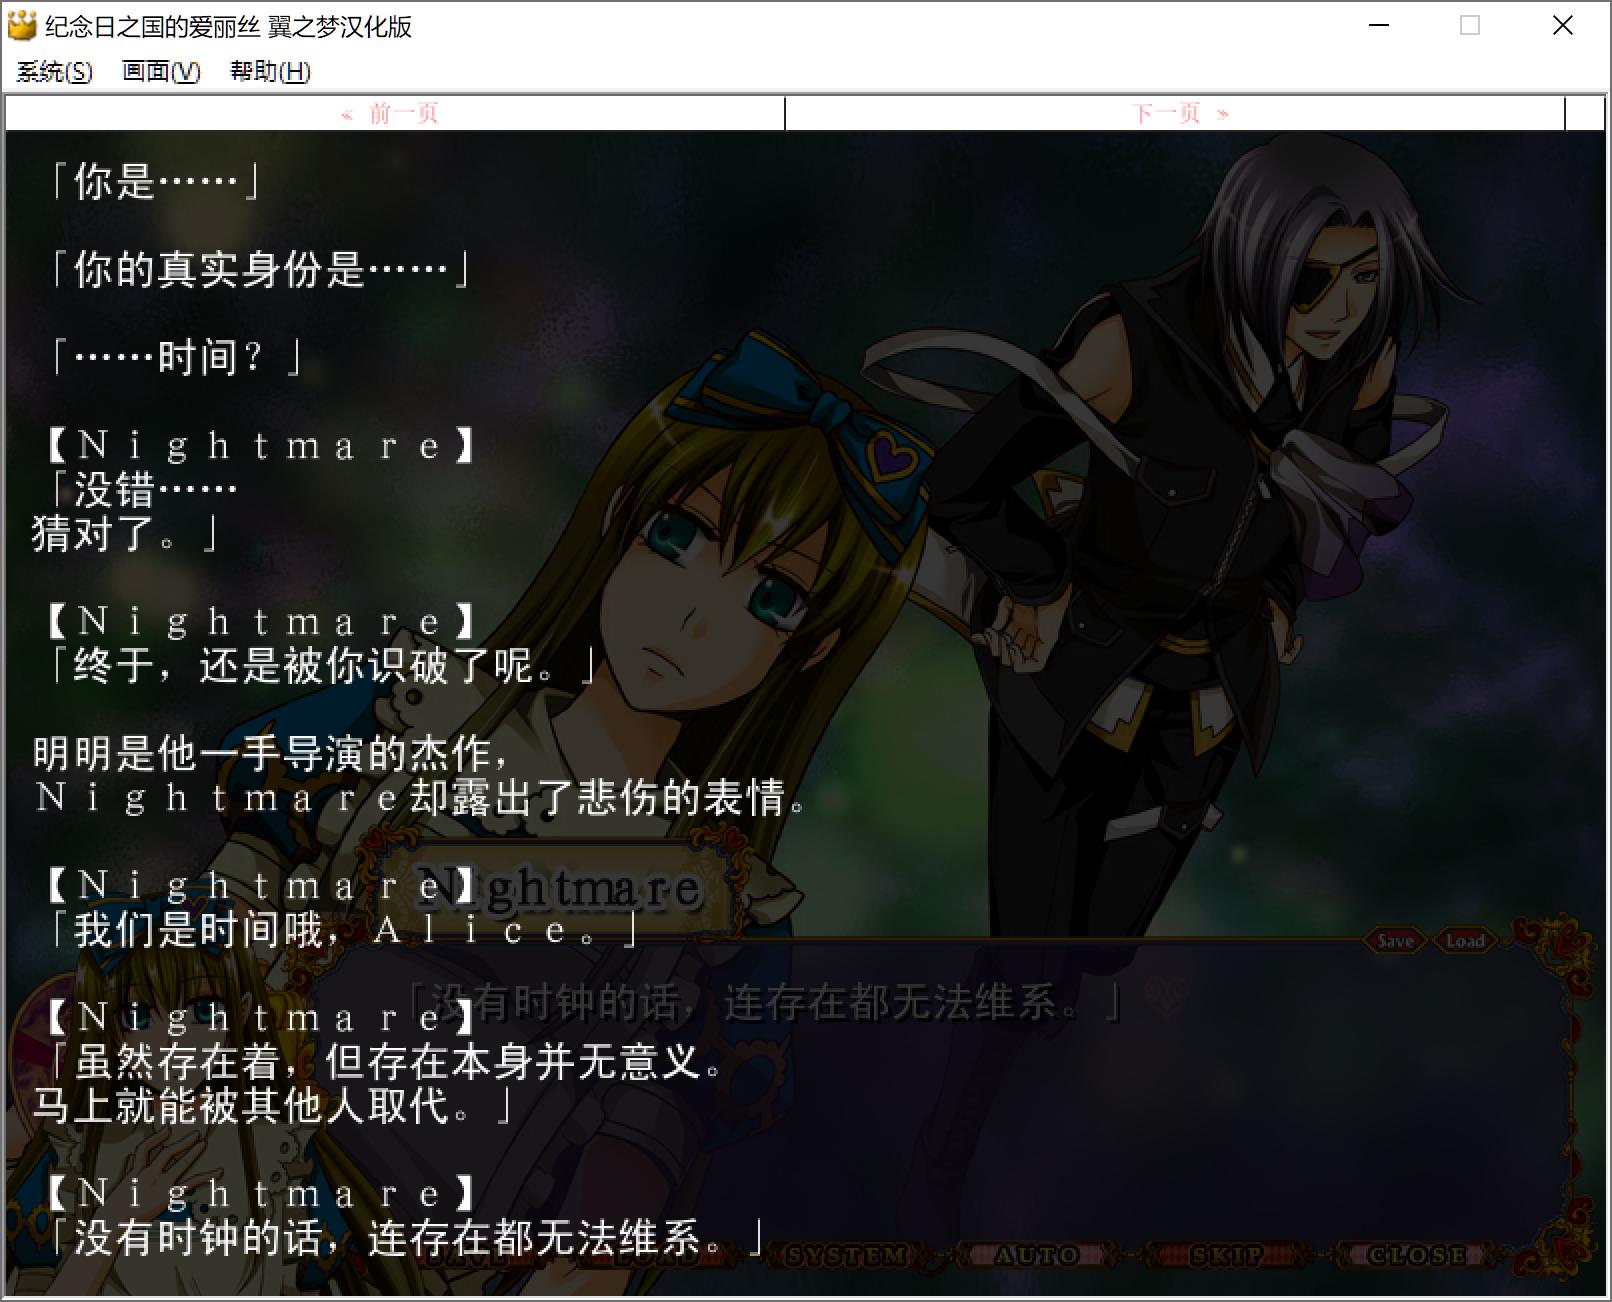 纪念日之国的爱丽丝 翼之梦汉化版
系统(S) 画面(V) 帮助(H)
« 前一页 下一页 »
「你是……」
「你的真实身份是……」
「……时间？」
【Nightmare】
「没错……
猜对了。」
【Nightmare】
「终于，还是被你识破了呢。」
明明是他一手导演的杰作，
Nightmare却露出了悲伤的表情。
【Nightmare】
「我们是时间哦，Alice。」
【Nightmare】
「虽然存在着，但存在本身并无意义。
马上就能被其他人取代。」
【Nightmare】
「没有时钟的话，连存在都无法维系。」
Nightmare
Save Load
「没有时钟的话，连存在都无法维系。」
SAVE LOAD SYSTEM AUTO SKIP CLOSE